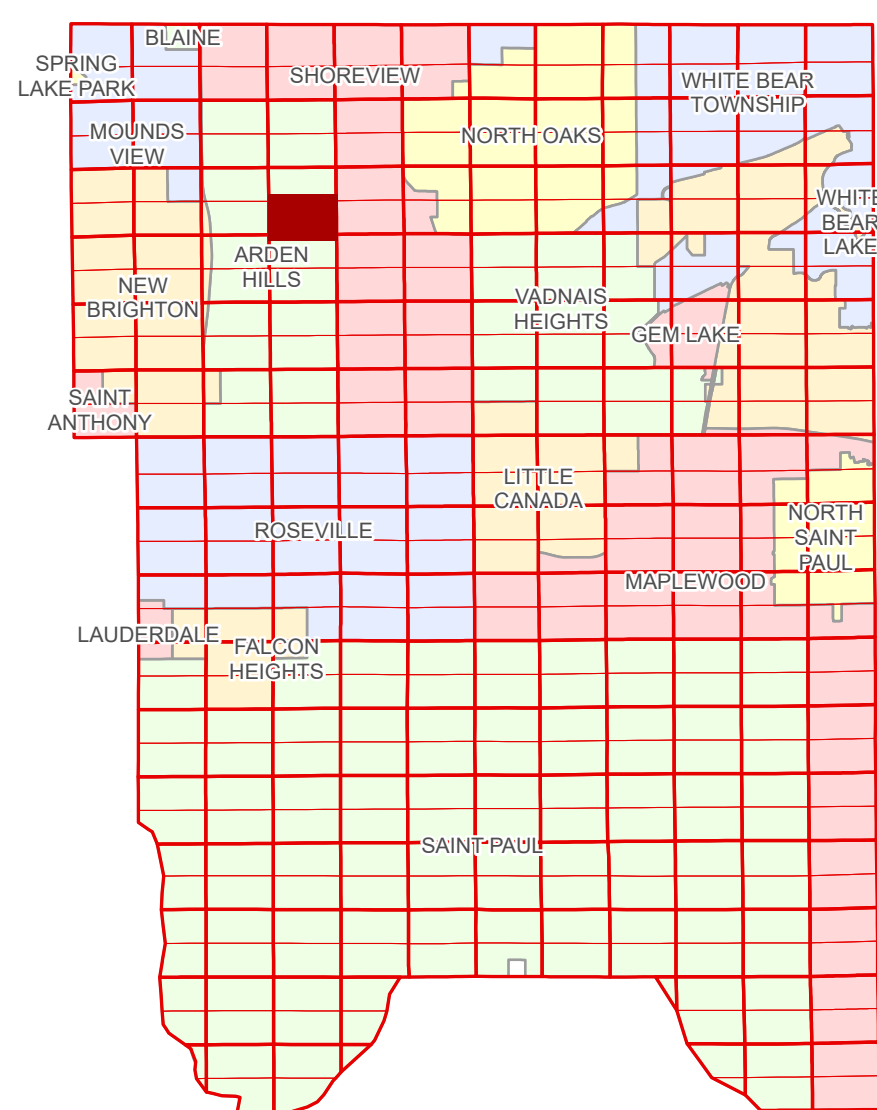 BLAINE
SPRING
LAKE PARK
SHOREVIEW
WHITE BEAR
TOWNSHIP
MOUNDS
VIEW
NORTH OAKS
WHITE
BEAR
LAKE
ARDEN
HILLS
NEW
BRIGHTON
VADNAIS
HEIGHTS
GEM LAKE
SAINT
ANTHONY
LITTLE
CANADA
ROSEVILLE
NORTH
SAINT
PAUL
MAPLEWOOD
LAUDERDALE
FALCON
HEIGHTS
SAINT PAUL